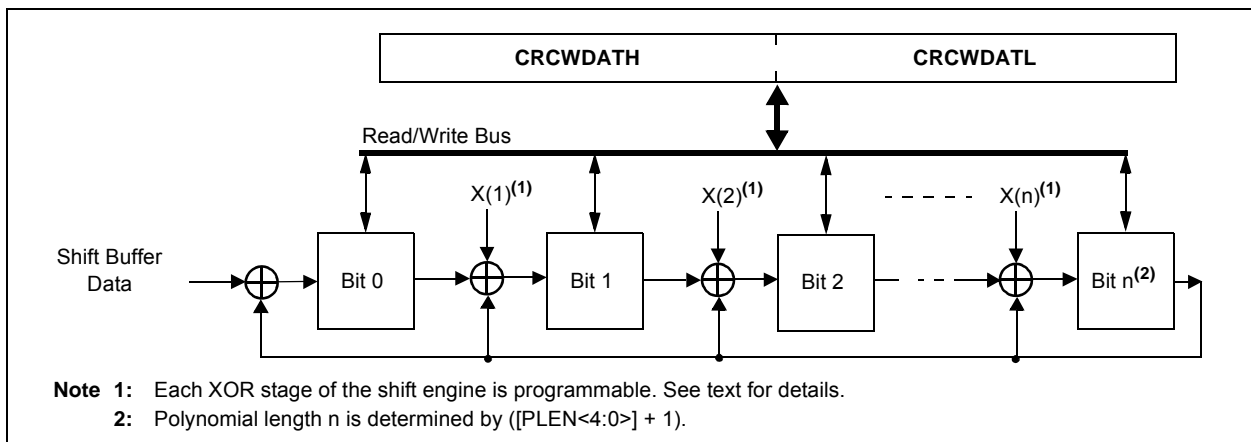 CRCWDATH CRCWDATL
Read/Write Bus
X(1)(1) X(2)(1) X(n)(1)
Shift Buffer
Data
Bit 0 Bit 1 Bit 2 Bit n(2)
Note 1: Each XOR stage of the shift engine is programmable. See text for details.
2: Polynomial length n is determined by ([PLEN<4:0>] + 1).